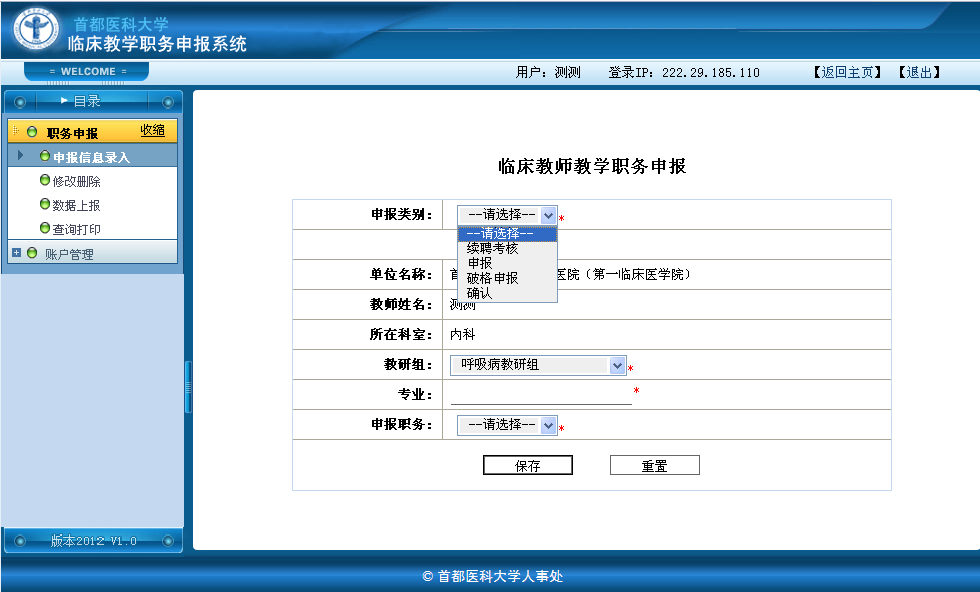 首都医科大学
临床教学职务申报系统
:: WELCOME ::
用户：测测 登录IP：222.29.185.110 【返回主页】 【退出】
目录
职务申报 收缩
申报信息录入
修改删除
数据上报
查询打印
账户管理
版本2012 V1.0
临床教师教学职务申报
申报类别： --请选择-- *
--请选择--
续聘考核
申报
破格申报
确认
单位名称： 首 医院（第一临床医学院）
教师姓名： 测测
所在科室： 内科
教研组： 呼吸病教研组 *
专业： *
申报职务： --请选择-- *
保存 重置
© 首都医科大学人事处